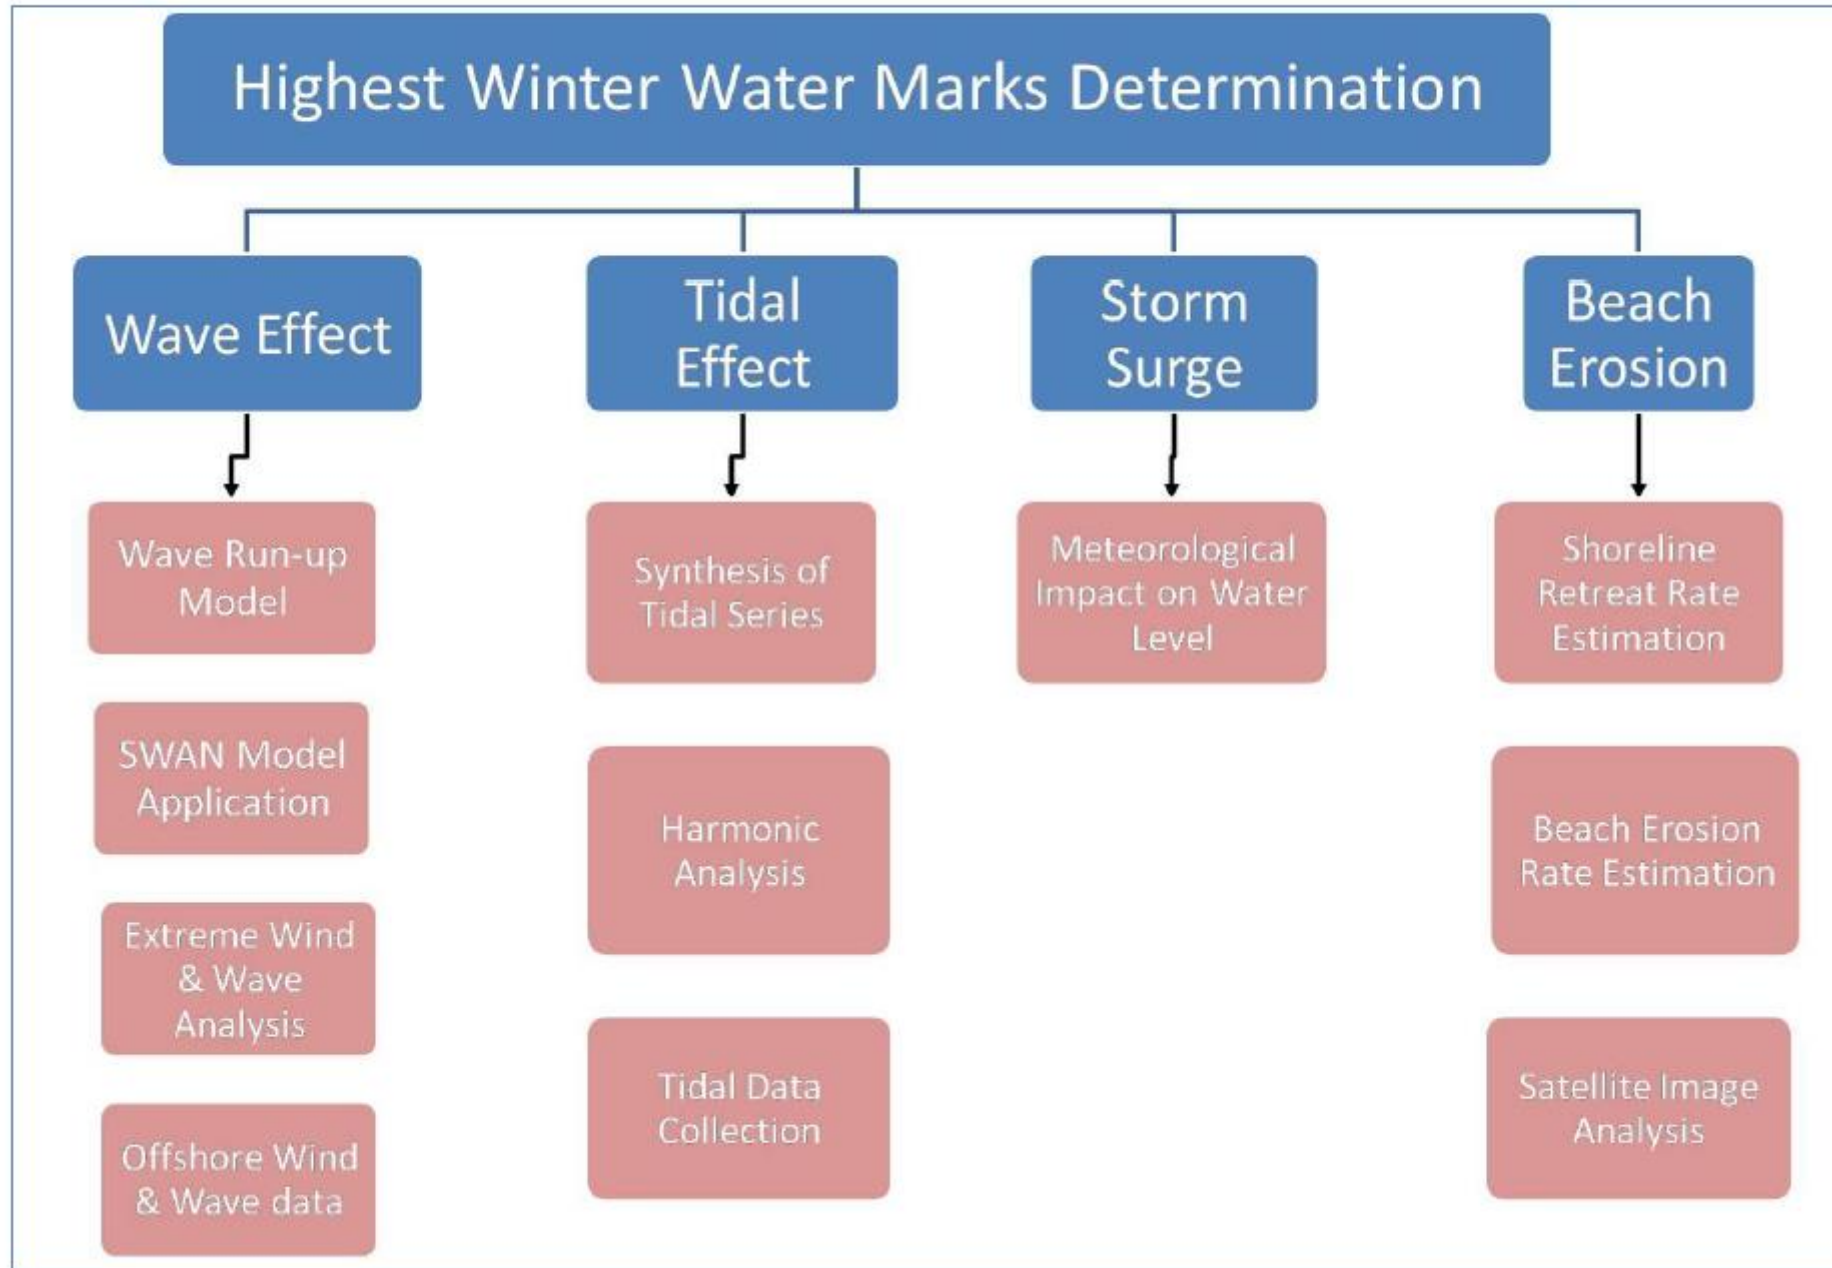 Highest Winter Water Marks Determination
Wave Effect
Tidal
Effect
Storm
Surge
Beach
Erosion
Wave Run-up
Model
SWAN Model
Application
Extreme Wind
& Wave
Analysis
Offshore Wind
& Wave data
Synthesis of
Tidal Series
Harmonic
Analysis
Tidal Data
Collection
Meteorological
Impact on Water
Level
Shoreline
Retreat Rate
Estimation
Beach Erosion
Rate Estimation
Satellite Image
Analysis